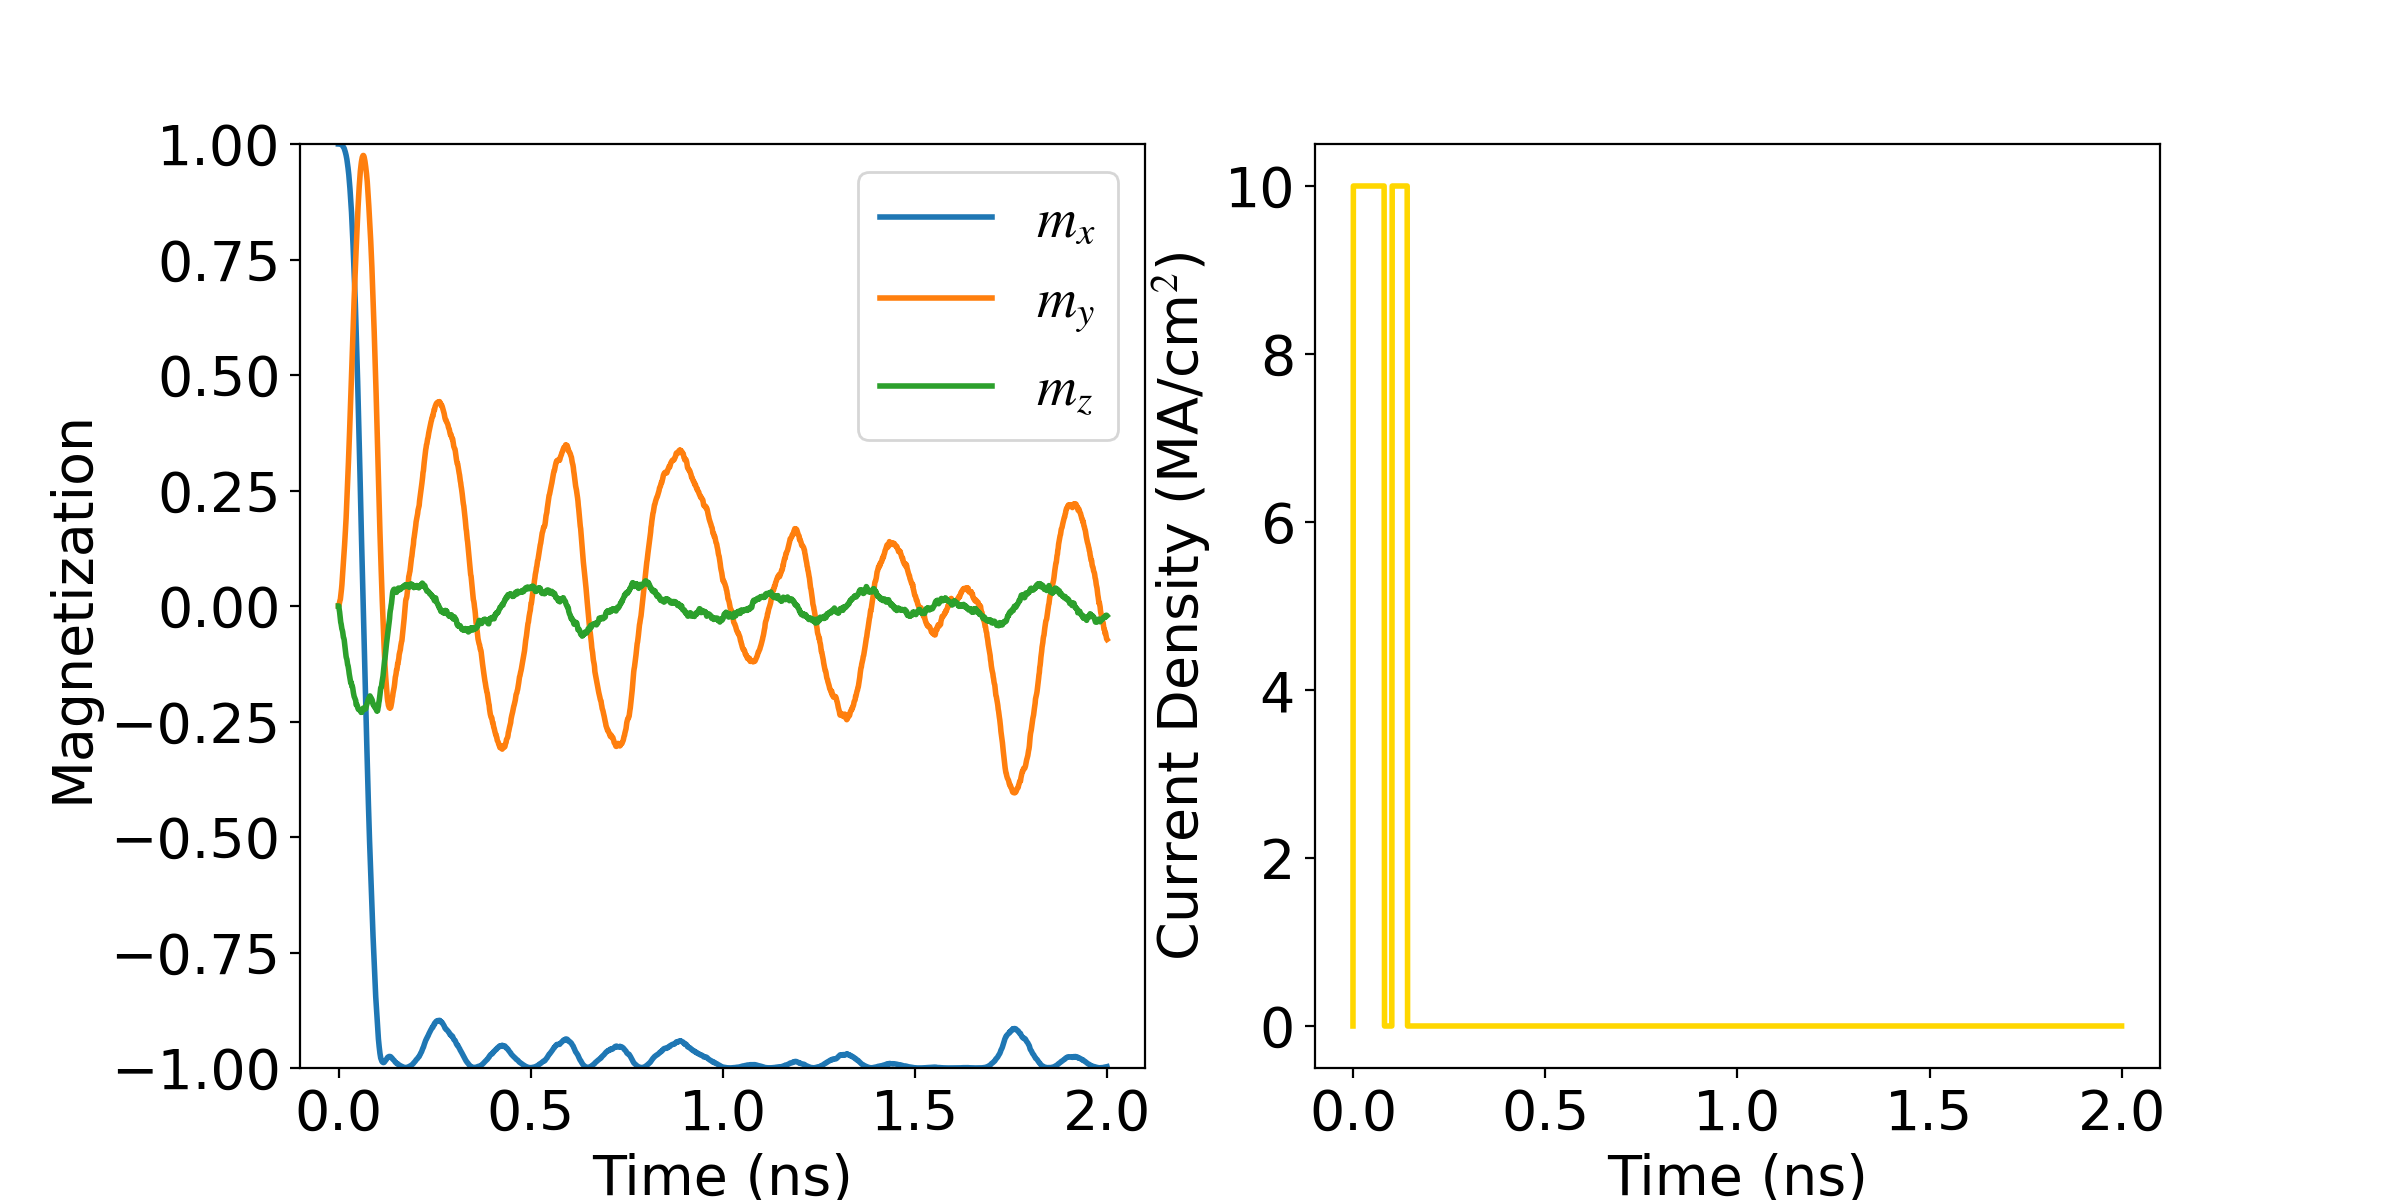 Magnetization
1.00
0.75
0.50
0.25
0.00
−0.25
−0.50
−0.75
−1.00
0.0 0.5 1.0 1.5 2.0
Time (ns)
m_x
m_y
m_z
Current Density (MA/cm²)
10
8
6
4
2
0
0.0 0.5 1.0 1.5 2.0
Time (ns)